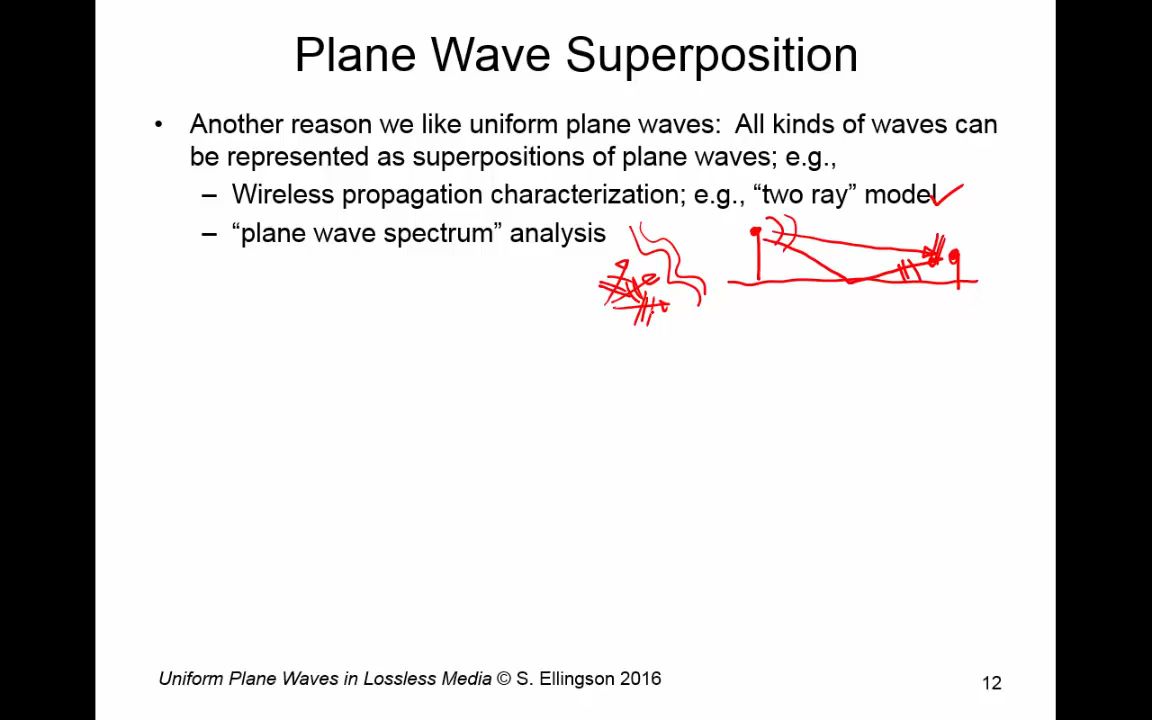 Plane Wave Superposition
• Another reason we like uniform plane waves: All kinds of waves can
be represented as superpositions of plane waves; e.g.,
– Wireless propagation characterization; e.g., “two ray” model
– “plane wave spectrum” analysis
Uniform Plane Waves in Lossless Media © S. Ellingson 2016
12